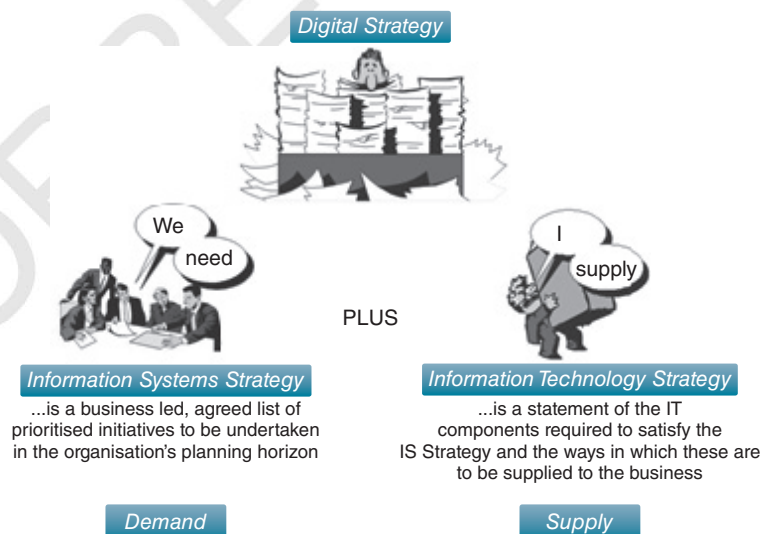 Digital Strategy
We
need
I
supply
PLUS
Information Systems Strategy
...is a business led, agreed list of
prioritised initiatives to be undertaken
in the organisation's planning horizon
Information Technology Strategy
...is a statement of the IT
components required to satisfy the
IS Strategy and the ways in which these are
to be supplied to the business
Demand
Supply